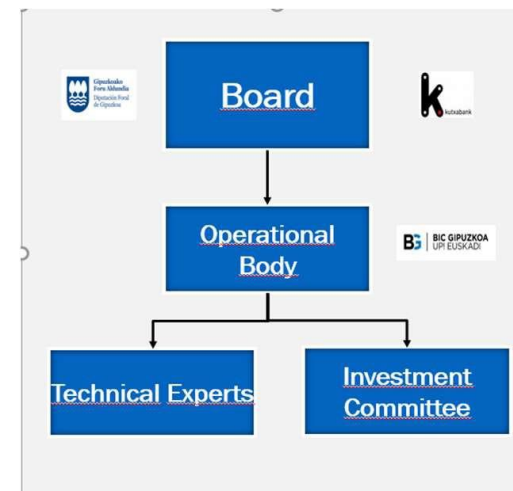 Board
Gipuzkoako
Foru Aldundia
Diputación Foral
de Gipuzkoa
kutxabank
Operational
Body
BIC GIPUZKOA
UPI EUSKADI
Technical Experts
Investment
Committee